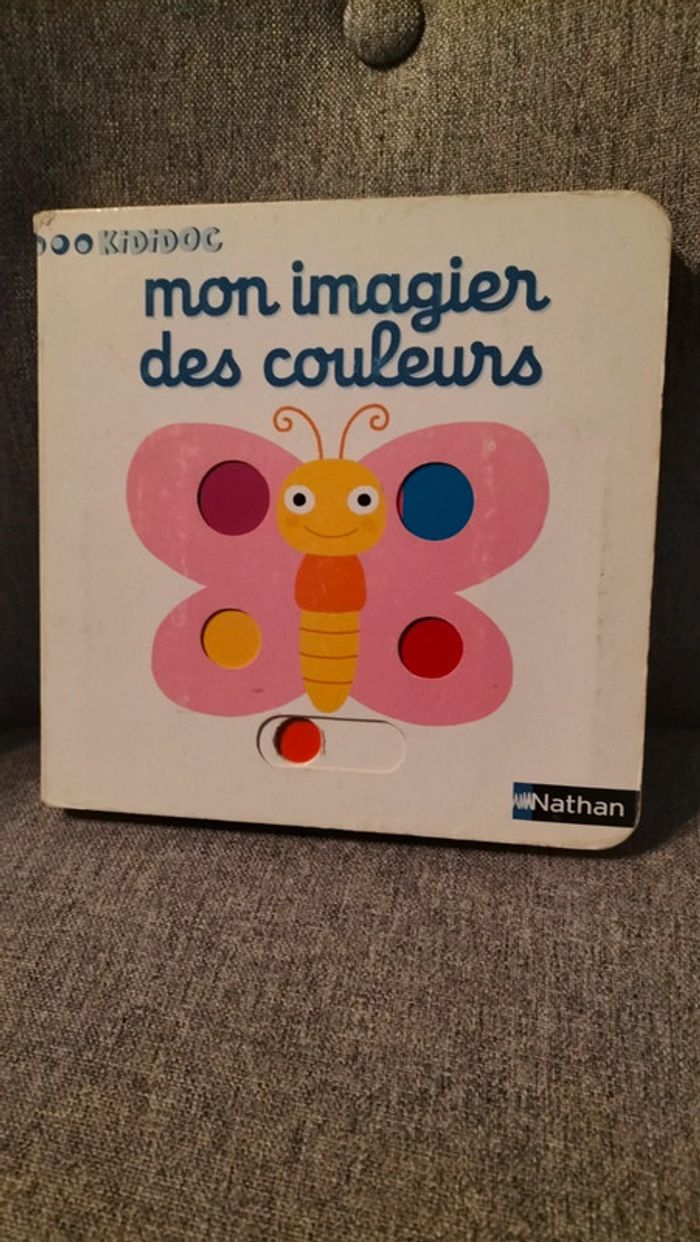 KiDiDOC
mon imagier
des couleurs
Nathan